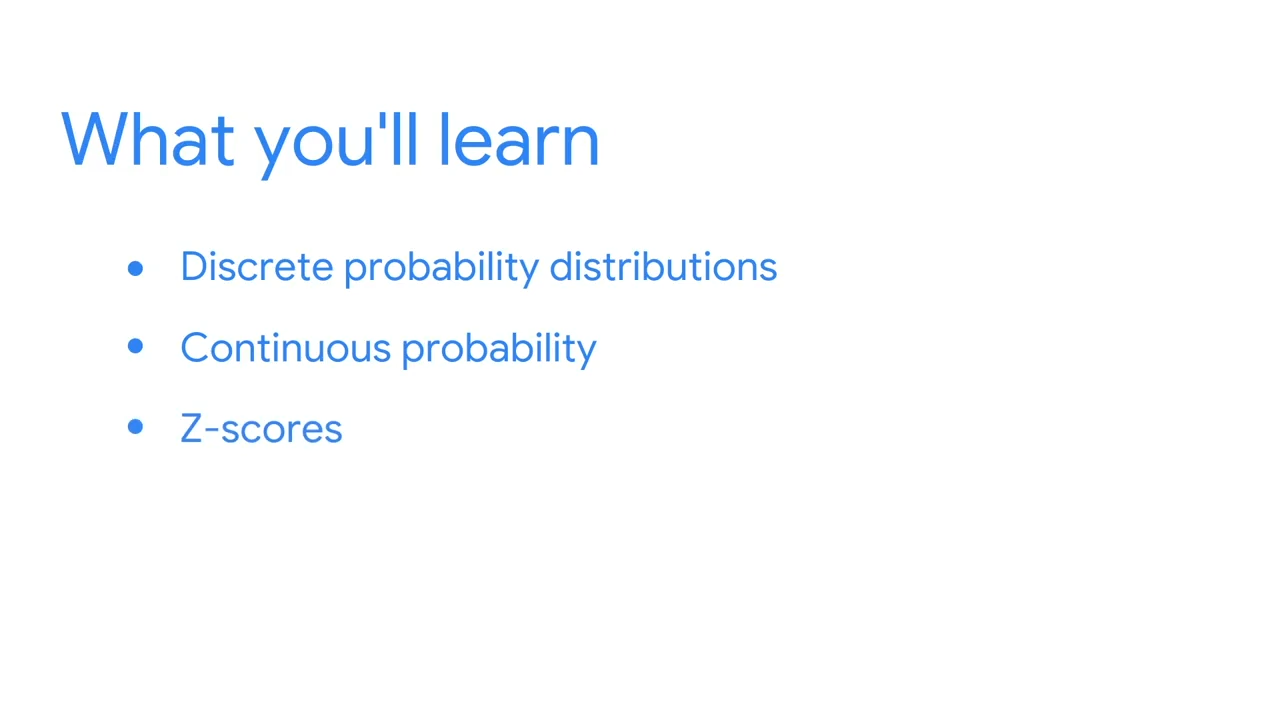 What you'll learn
● Discrete probability distributions
● Continuous probability
● Z-scores